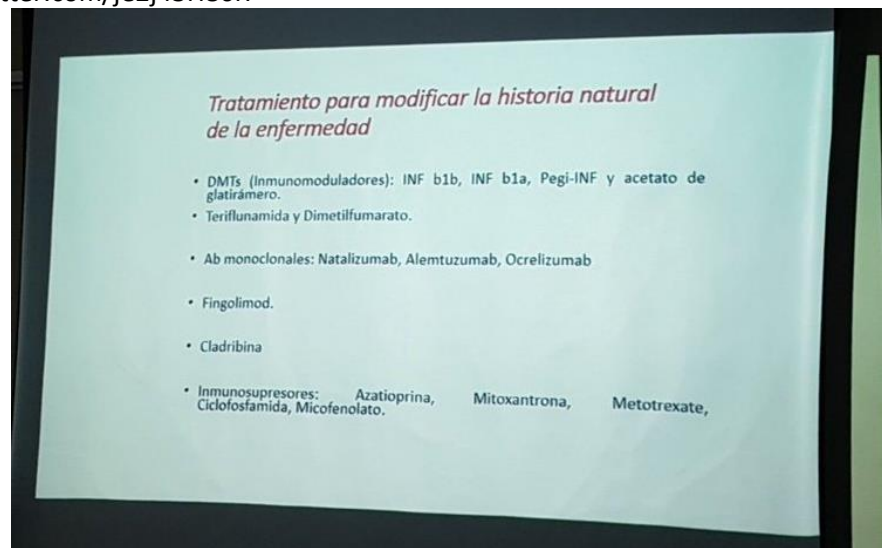 Tratamiento para modificar la historia natural
de la enfermedad
• DMTs (Inmunomoduladores): INF b1b, INF b1a, Pegi-INF y acetato de
glatirámero.
• Teriflunamida y Dimetilfumarato.
• Ab monoclonales: Natalizumab, Alemtuzumab, Ocrelizumab
• Fingolimod.
• Cladribina
• Inmunosupresores: Azatioprina, Mitoxantrona, Metotrexate,
Ciclofosfamida, Micofenolato.